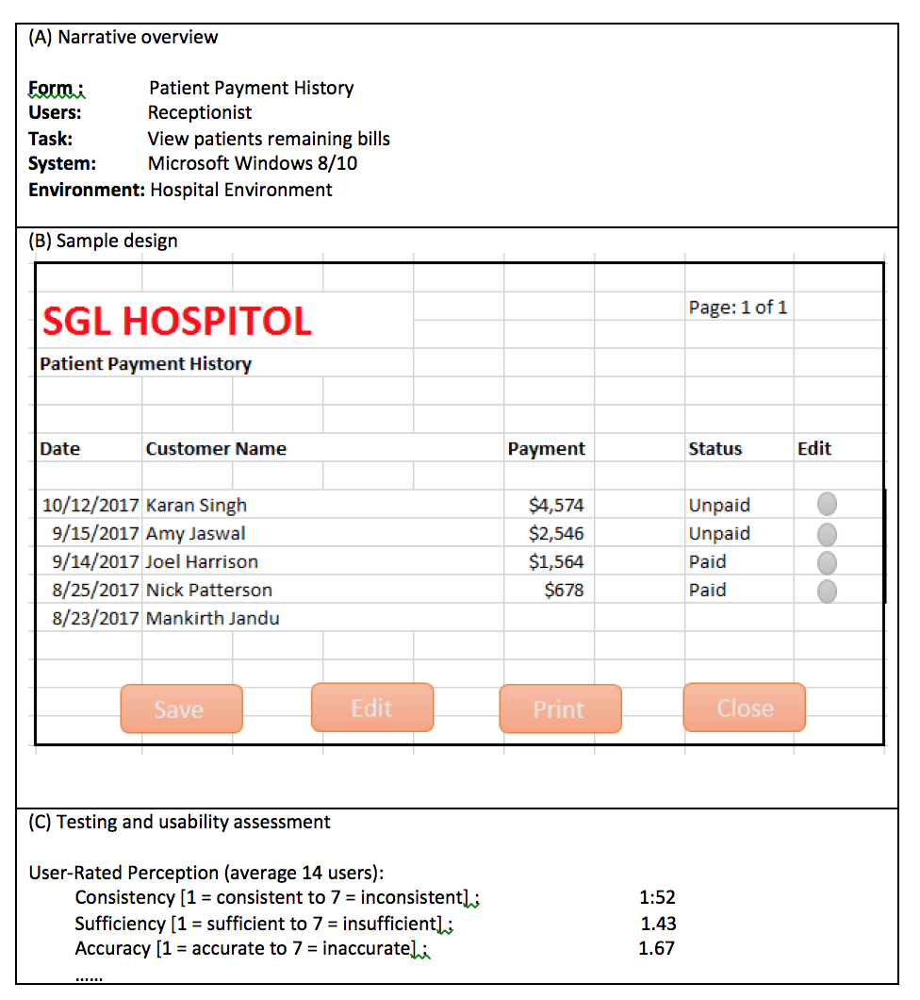 (A) Narrative overview
Form : Patient Payment History
Users: Receptionist
Task: View patients remaining bills
System: Microsoft Windows 8/10
Environment: Hospital Environment
(B) Sample design
Page: 1 of 1
SGL HOSPITOL
Patient Payment History
Date Customer Name Payment Status Edit
10/12/2017 Karan Singh $4,574 Unpaid
9/15/2017 Amy Jaswal $2,546 Unpaid
9/14/2017 Joel Harrison $1,564 Paid
8/25/2017 Nick Patterson $678 Paid
8/23/2017 Mankirth Jandu
Save Edit Print Close
(C) Testing and usability assessment
User-Rated Perception (average 14 users):
Consistency [1 = consistent to 7 = inconsistent] : 1:52
Sufficiency [1 = sufficient to 7 = insufficient] : 1.43
Accuracy [1 = accurate to 7 = inaccurate] : 1.67
......